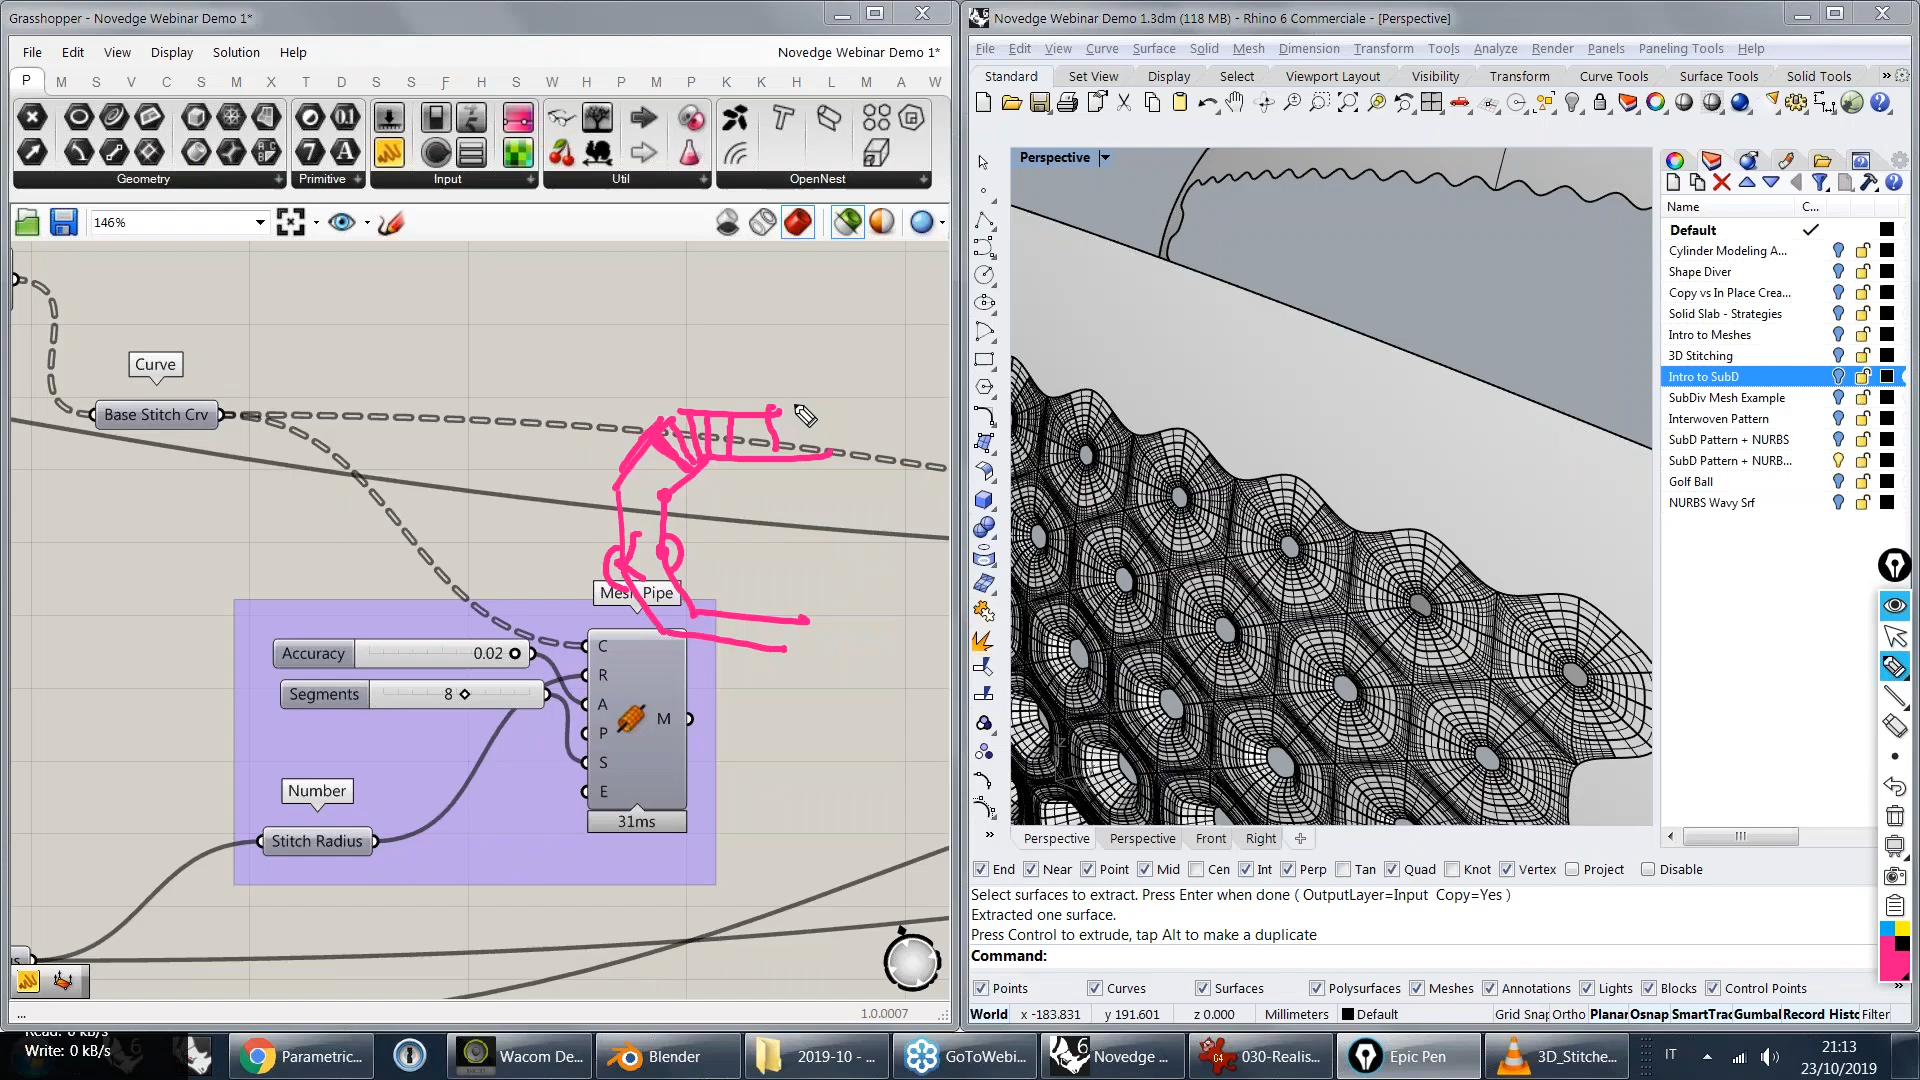 Grasshopper - Novedge Webinar Demo 1*
File Edit View Display Solution Help
Novedge Webinar Demo 1*
P M S V C S M X T D S F H S W H P M P K K H L M A W
Geometry Primitive Input Util OpenNest
146%
Curve
Base Stitch Crv
Mesh Pipe
Accuracy 0.02
Segments 8
C
R
A
P
S
E
M
31ms
Number
Stitch Radius
...
1.0.0007
Novedge Webinar Demo 1.3dm (118 MB) - Rhino 6 Commerciale - [Perspective]
File Edit View Curve Surface Solid Mesh Dimension Transform Tools Analyze Render Panels Paneling Tools Help
Standard Set View Display Select Viewport Layout Visibility Transform Curve Tools Surface Tools Solid Tools
Perspective
Name C...
Default
Cylinder Modeling A...
Shape Diver
Copy vs In Place Crea...
Solid Slab - Strategies
Intro to Meshes
3D Stitching
Intro to SubD
SubDiv Mesh Example
Interwoven Pattern
SubD Pattern + NURBS
SubD Pattern + NURB...
Golf Ball
NURBS Wavy Srf
Perspective Perspective Front Right
End Near Point Mid Cen Int Perp Tan Quad Knot Vertex Project Disable
Select surfaces to extract. Press Enter when done ( OutputLayer=Input Copy=Yes )
Extracted one surface.
Press Control to extrude, tap Alt to make a duplicate
Command:
Points Curves Surfaces Polysurfaces Meshes Annotations Lights Blocks Control Points
World x -183.831 y 191.601 z 0.000 Millimeters Default Grid Snap Ortho Planar Osnap SmartTrac Gumbal Record Histo Filter
Read: 0 kB/s
Write: 0 kB/s
Parametric...
Wacom De...
Blender
2019-10 - ...
GoToWebi...
Novedge ...
030-Realis...
Epic Pen
3D_Stitche...
IT
21:13
23/10/2019